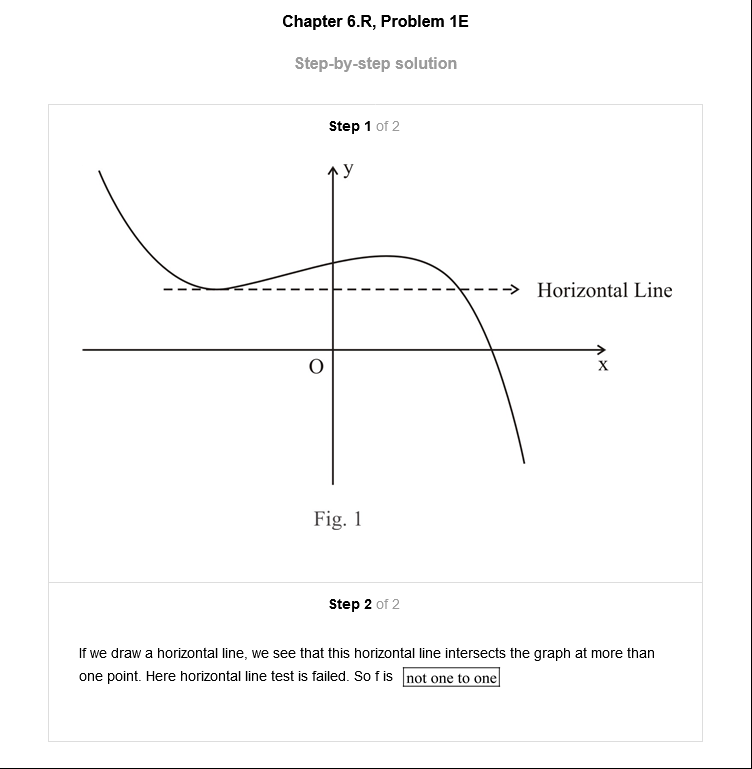 Chapter 6.R, Problem 1E
Step-by-step solution
Step 1 of 2
y
Horizontal Line
O
x
Fig. 1
Step 2 of 2
If we draw a horizontal line, we see that this horizontal line intersects the graph at more than
one point. Here horizontal line test is failed. So f is not one to one